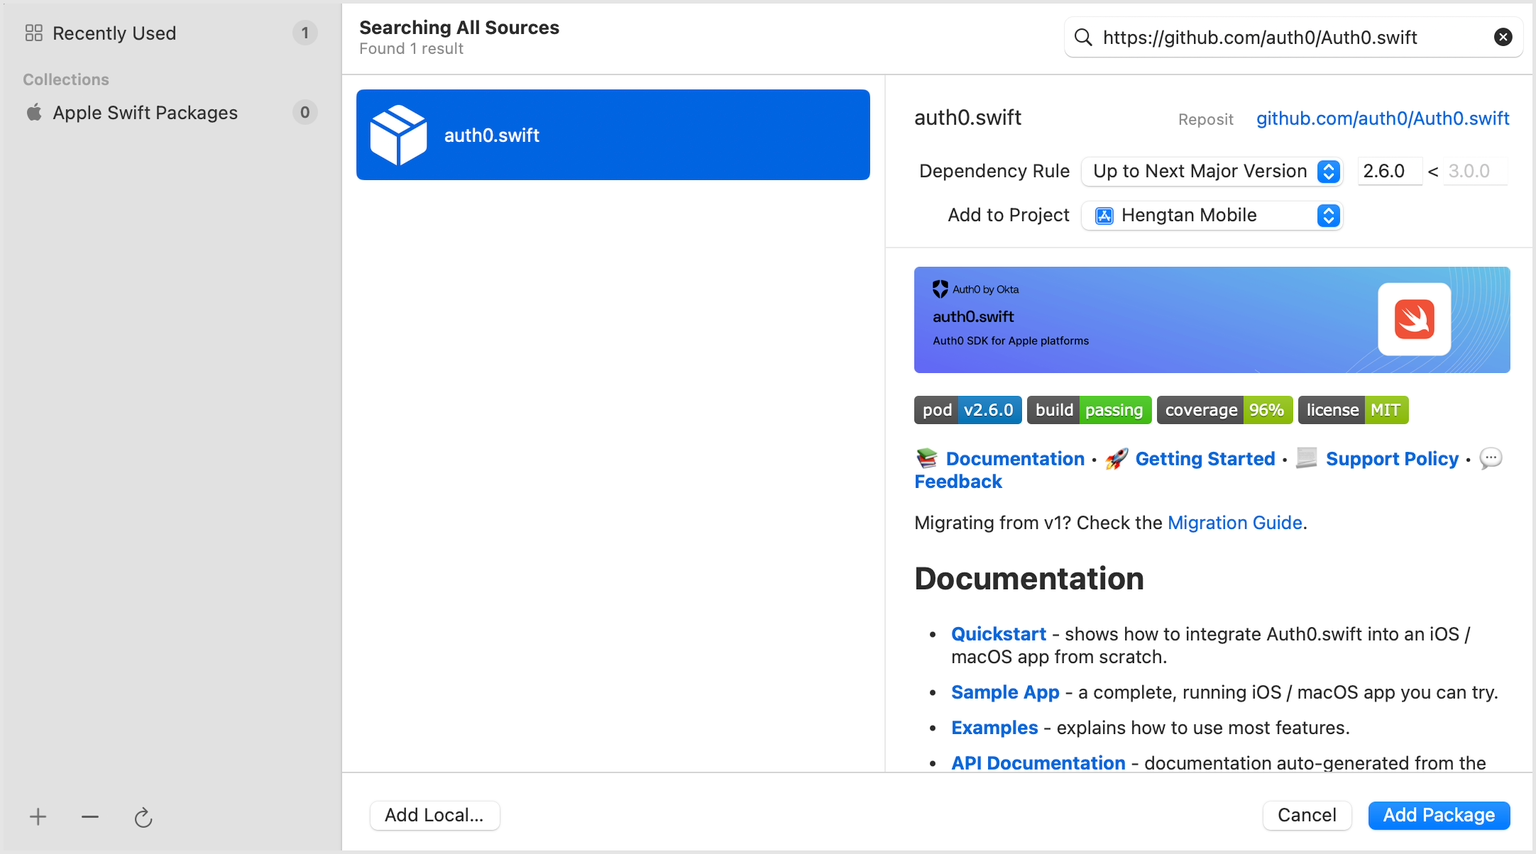 Recently Used 1
Collections
Apple Swift Packages 0
Searching All Sources
Found 1 result
https://github.com/auth0/Auth0.swift
auth0.swift
auth0.swift Reposit github.com/auth0/Auth0.swift
Dependency Rule Up to Next Major Version 2.6.0 < 3.0.0
Add to Project Hengtan Mobile
Auth0 by Okta
auth0.swift
Auth0 SDK for Apple platforms
pod v2.6.0 build passing coverage 96% license MIT
📚 Documentation • 🚀 Getting Started • 📃 Support Policy • 💬
Feedback
Migrating from v1? Check the Migration Guide.
Documentation
• Quickstart - shows how to integrate Auth0.swift into an iOS /
macOS app from scratch.
• Sample App - a complete, running iOS / macOS app you can try.
• Examples - explains how to use most features.
• API Documentation - documentation auto-generated from the
Add Local... Cancel Add Package